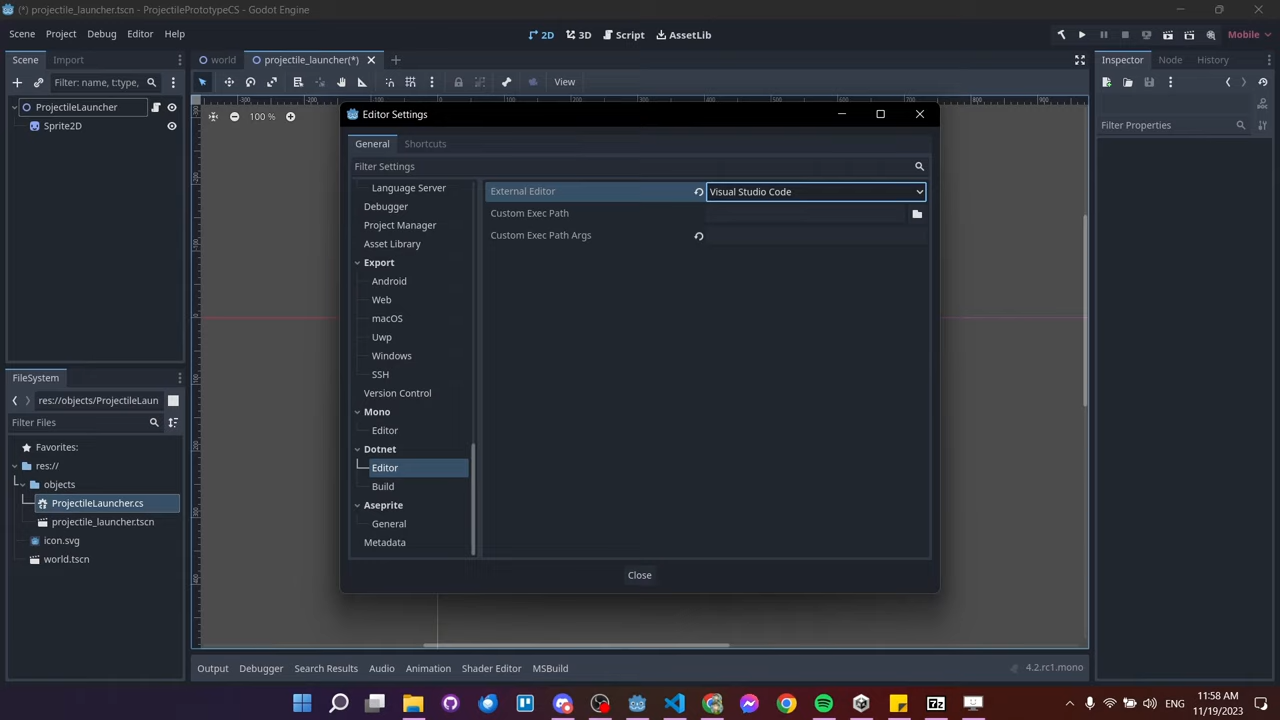 (*) projectile_launcher.tscn - ProjectilePrototypeCS - Godot Engine
Scene Project Debug Editor Help
2D 3D Script AssetLib
Mobile
Scene Import
world projectile_launcher(*)
Inspector Node History
Filter: name, t:type,
View
ProjectileLauncher
Sprite2D
100 %
Filter Properties
Editor Settings
General Shortcuts
Filter Settings
Language Server
Debugger
Project Manager
Asset Library
Export
Android
Web
macOS
Uwp
Windows
SSH
Version Control
Mono
Editor
Dotnet
Editor
Build
Aseprite
General
Metadata
External Editor Visual Studio Code
Custom Exec Path
Custom Exec Path Args
Close
FileSystem
res://objects/ProjectileLaun
Filter Files
Favorites:
res://
objects
ProjectileLauncher.cs
projectile_launcher.tscn
icon.svg
world.tscn
Output Debugger Search Results Audio Animation Shader Editor MSBuild
4.2.rc1.mono
ENG
11:58 AM
11/19/2023